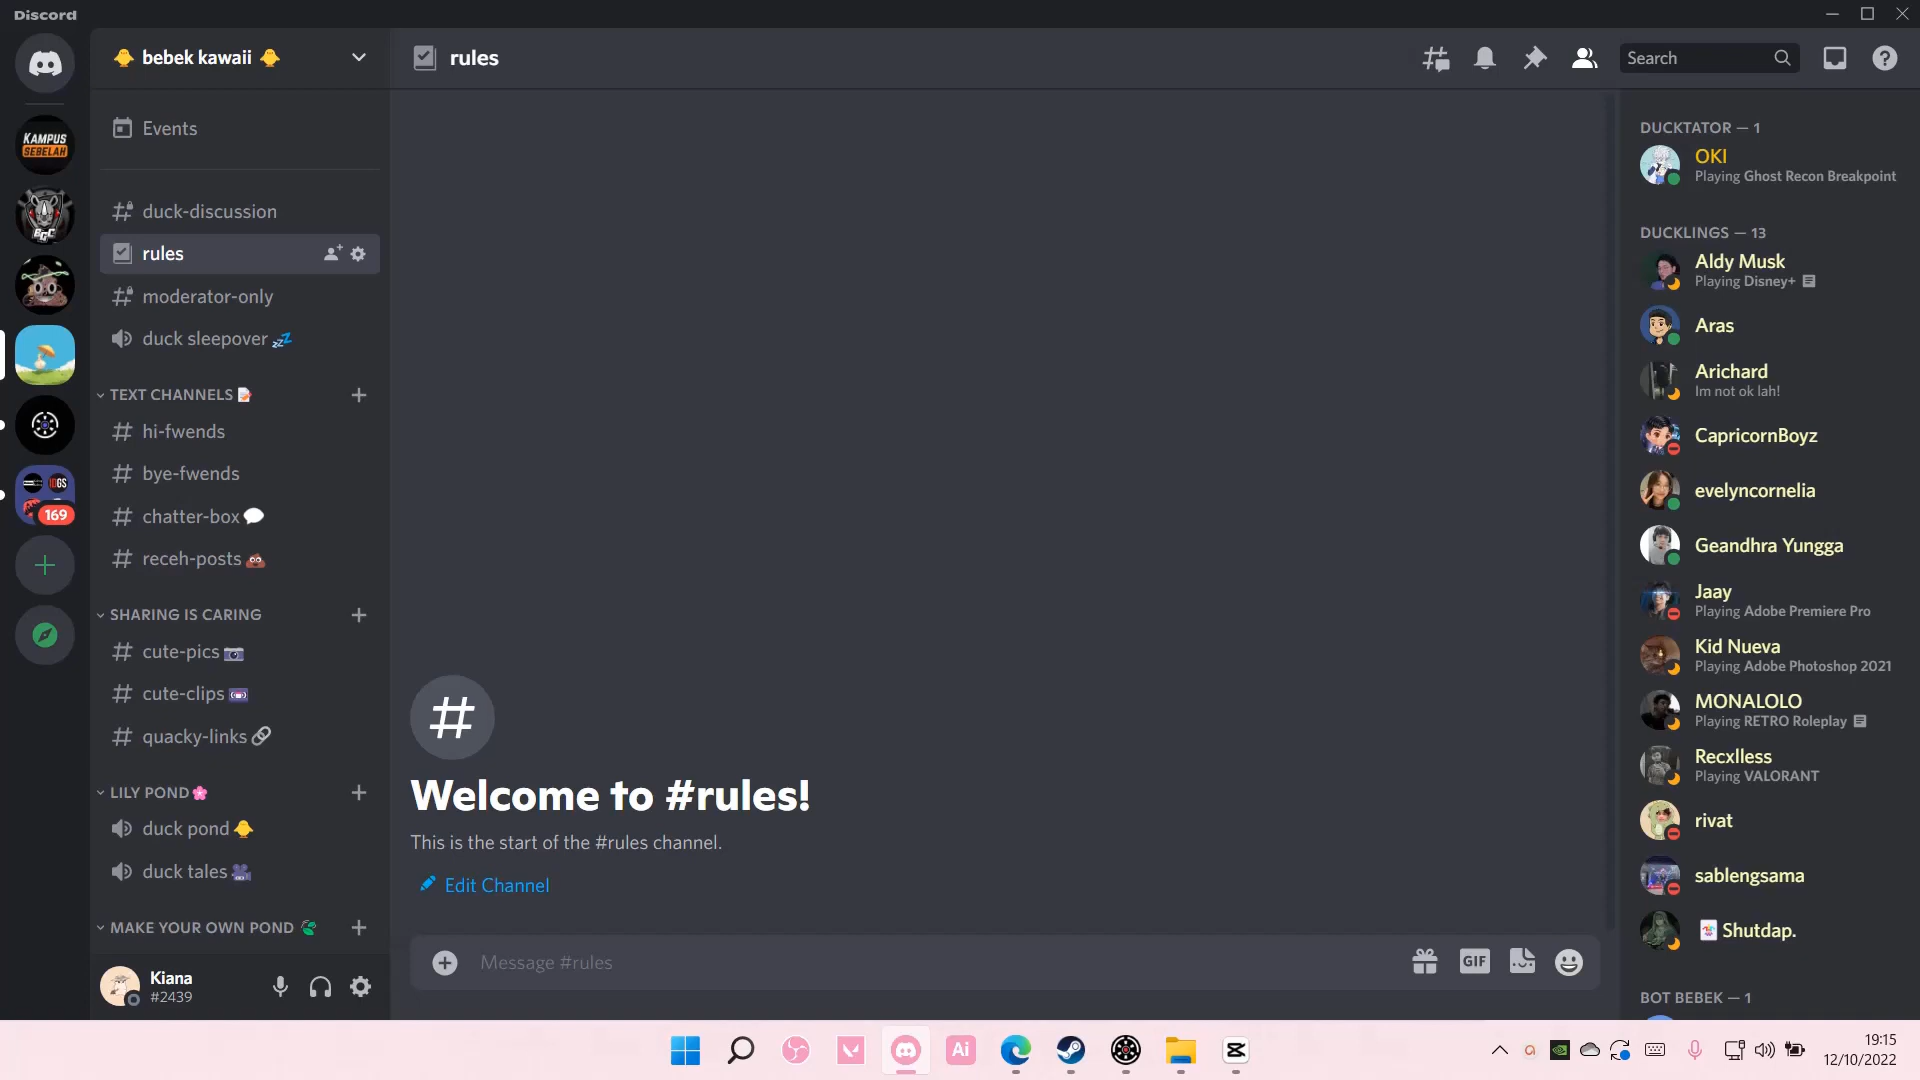 Discord
bebek kawaii
rules
Search
KAMPUS
SEBELAH
BGC
IDGS
169
Events
duck-discussion
rules
moderator-only
duck sleepover 💤
TEXT CHANNELS
hi-fwends
bye-fwends
chatter-box
receh-posts
SHARING IS CARING
cute-pics
cute-clips
quacky-links
LILY POND
duck pond
duck tales
MAKE YOUR OWN POND
Kiana
#2439
Welcome to #rules!
This is the start of the #rules channel.
Edit Channel
Message #rules
GIF
DUCKTATOR — 1
OKI
Playing Ghost Recon Breakpoint
DUCKLINGS — 13
Aldy Musk
Playing Disney+
Aras
Arichard
Im not ok lah!
CapricornBoyz
evelyncornelia
Geandhra Yungga
Jaay
Playing Adobe Premiere Pro
Kid Nueva
Playing Adobe Photoshop 2021
MONALOLO
Playing RETRO Roleplay
Recxlless
Playing VALORANT
rivat
sablengsama
Shutdap.
BOT BEBEK — 1
Ai
19:15
12/10/2022